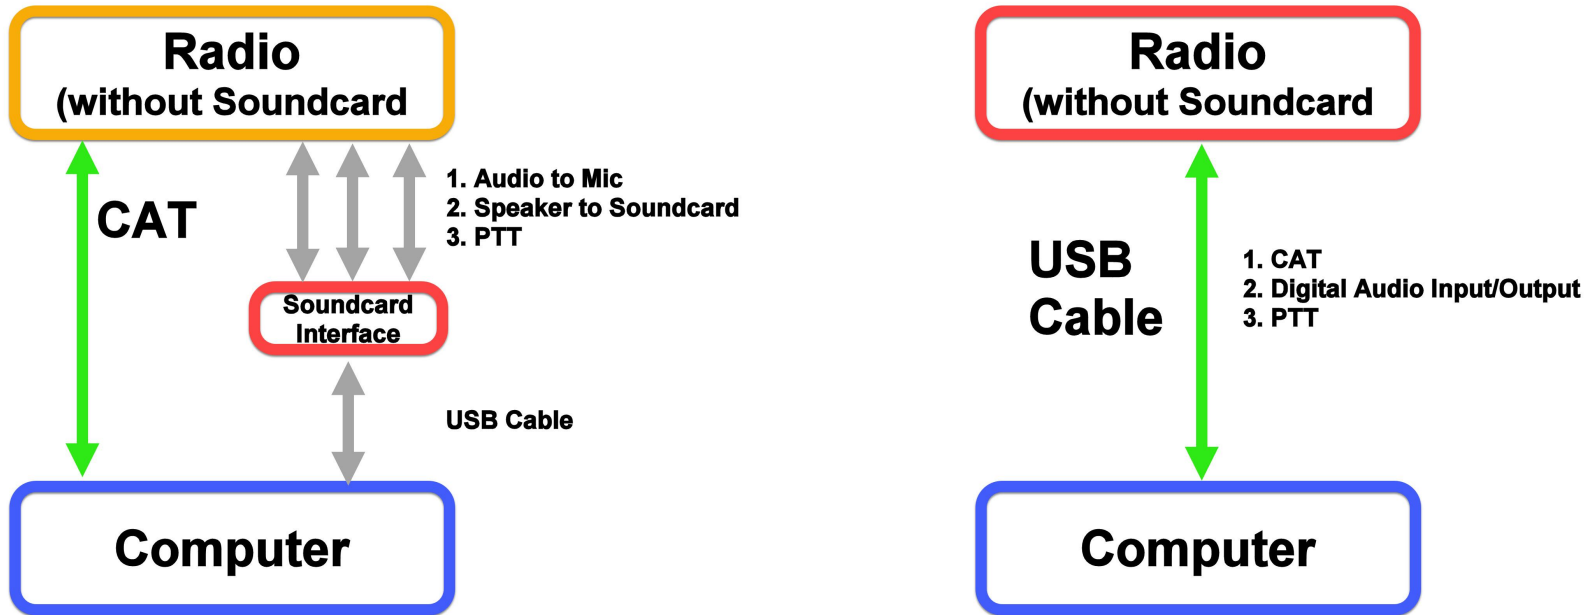 Radio
(without Soundcard
CAT
1. Audio to Mic
2. Speaker to Soundcard
3. PTT
Soundcard
Interface
USB Cable
Computer
Radio
(without Soundcard
USB
Cable
1. CAT
2. Digital Audio Input/Output
3. PTT
Computer